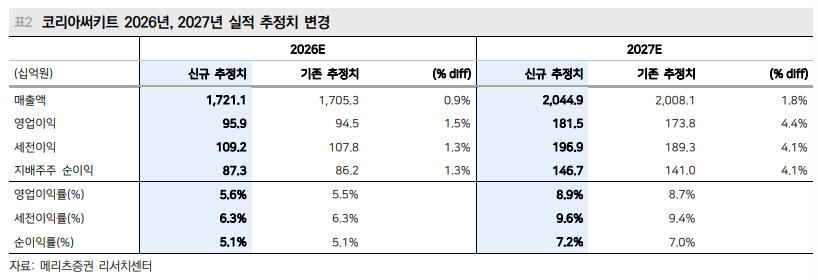 표2 코리아써키트 2026년, 2027년 실적 추정치 변경
2026E 2027E
(십억원) 신규 추정치 기존 추정치 (% diff) 신규 추정치 기존 추정치 (% diff)
매출액 1,721.1 1,705.3 0.9% 2,044.9 2,008.1 1.8%
영업이익 95.9 94.5 1.5% 181.5 173.8 4.4%
세전이익 109.2 107.8 1.3% 196.9 189.3 4.1%
지배주주 순이익 87.3 86.2 1.3% 146.7 141.0 4.1%
영업이익률(%) 5.6% 5.5% 8.9% 8.7%
세전이익률(%) 6.3% 6.3% 9.6% 9.4%
순이익률(%) 5.1% 5.1% 7.2% 7.0%
자료: 메리츠증권 리서치센터